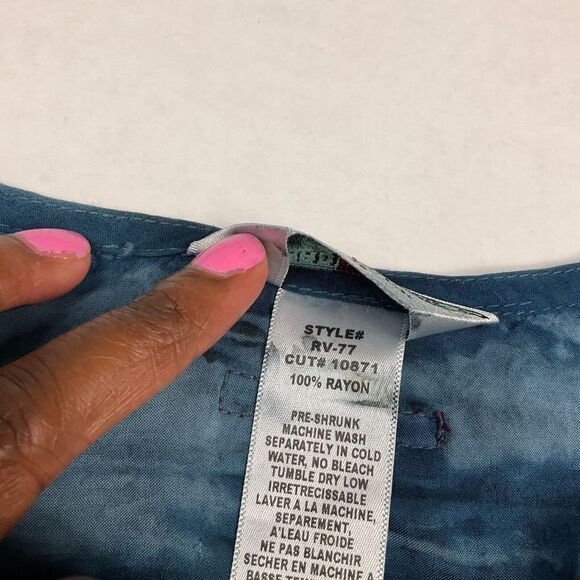 STYLE#
RV-77
CUT# 10871
100% RAYON
PRE-SHRUNK
MACHINE WASH
SEPARATELY IN COLD
WATER, NO BLEACH
TUMBLE DRY LOW
IRRETRECISSABLE
LAVER A LA MACHINE,
SEPAREMENT,
A'LEAU FROIDE
NE PAS BLANCHIR
SECHER EN MACHINE A
BASSE